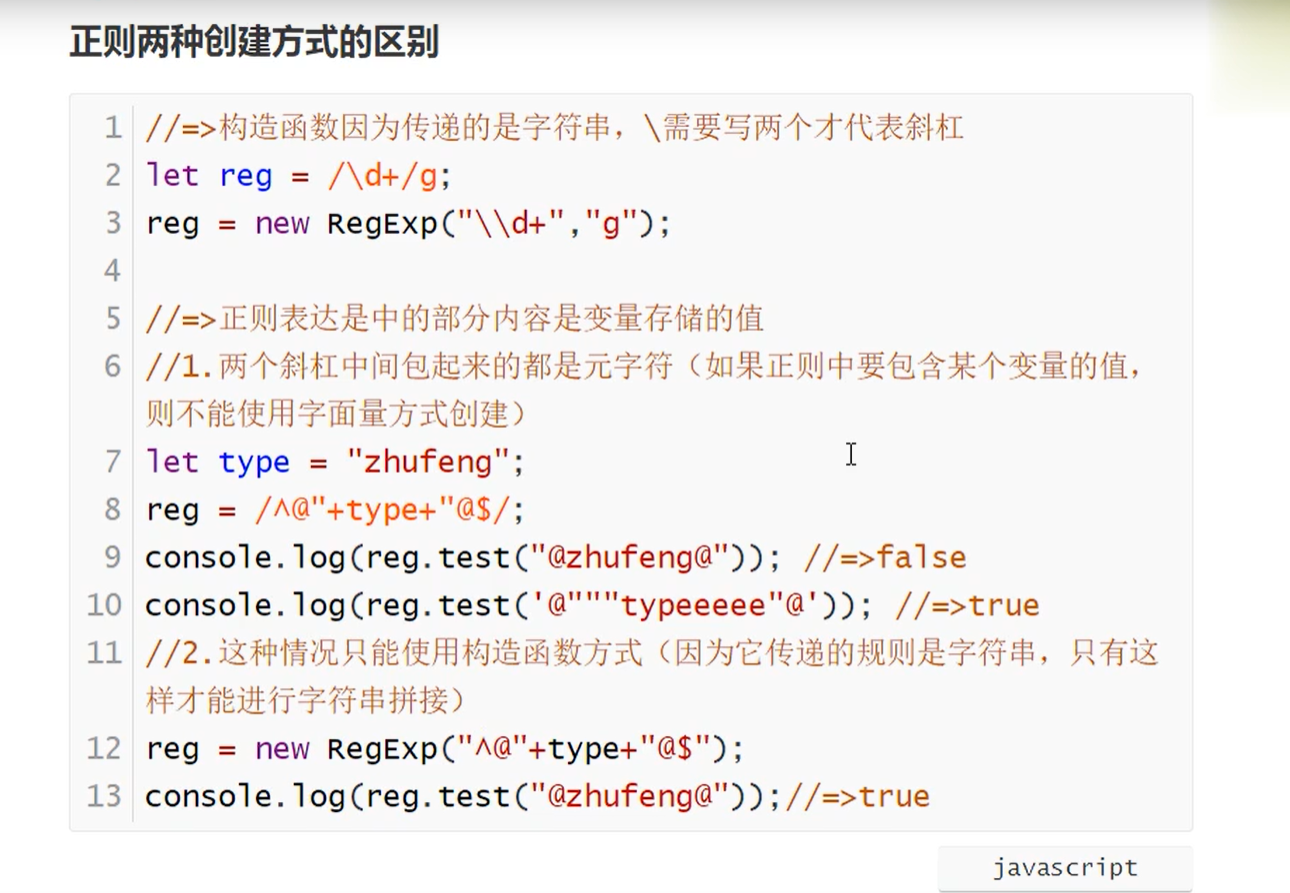 正则两种创建方式的区别
1 //=>构造函数因为传递的是字符串，\需要写两个才代表斜杠
2 let reg = /\d+/g;
3 reg = new RegExp("\\d+","g");
4
5 //=>正则表达是中的部分内容是变量存储的值
6 //1.两个斜杠中间包起来的都是元字符（如果正则中要包含某个变量的值，
则不能使用字面量方式创建）
7 let type = "zhufeng";
8 reg = /^@"+type+"@$/;
9 console.log(reg.test("@zhufeng@")); //=>false
10 console.log(reg.test('@"""typeeeee"@')); //=>true
11 //2.这种情况只能使用构造函数方式（因为它传递的规则是字符串，只有这
样才能进行字符串拼接）
12 reg = new RegExp("^@"+type+"@$");
13 console.log(reg.test("@zhufeng@"));//=>true
javascript